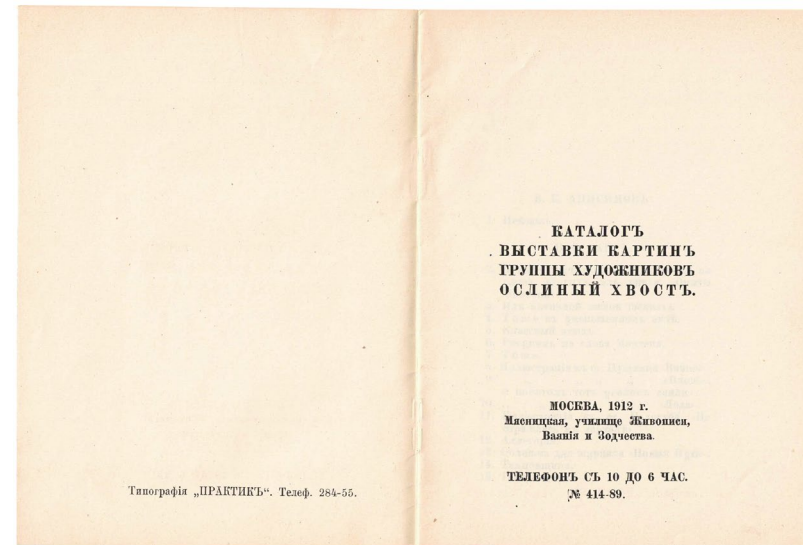 Типографія „ПРАКТИКЪ“. Телеф. 284-55.
КАТАЛОГЪ
ВЫСТАВКИ КАРТИНЪ
ГРУППЫ ХУДОЖНИКОВЪ
ОСЛИНЫЙ ХВОСТЪ.
МОСКВА, 1912 г.
Мясницкая, училище Живописи,
Ваянія и Зодчества.
ТЕЛЕФОНЪ СЪ 10 ДО 6 ЧАС.
№ 414-89.